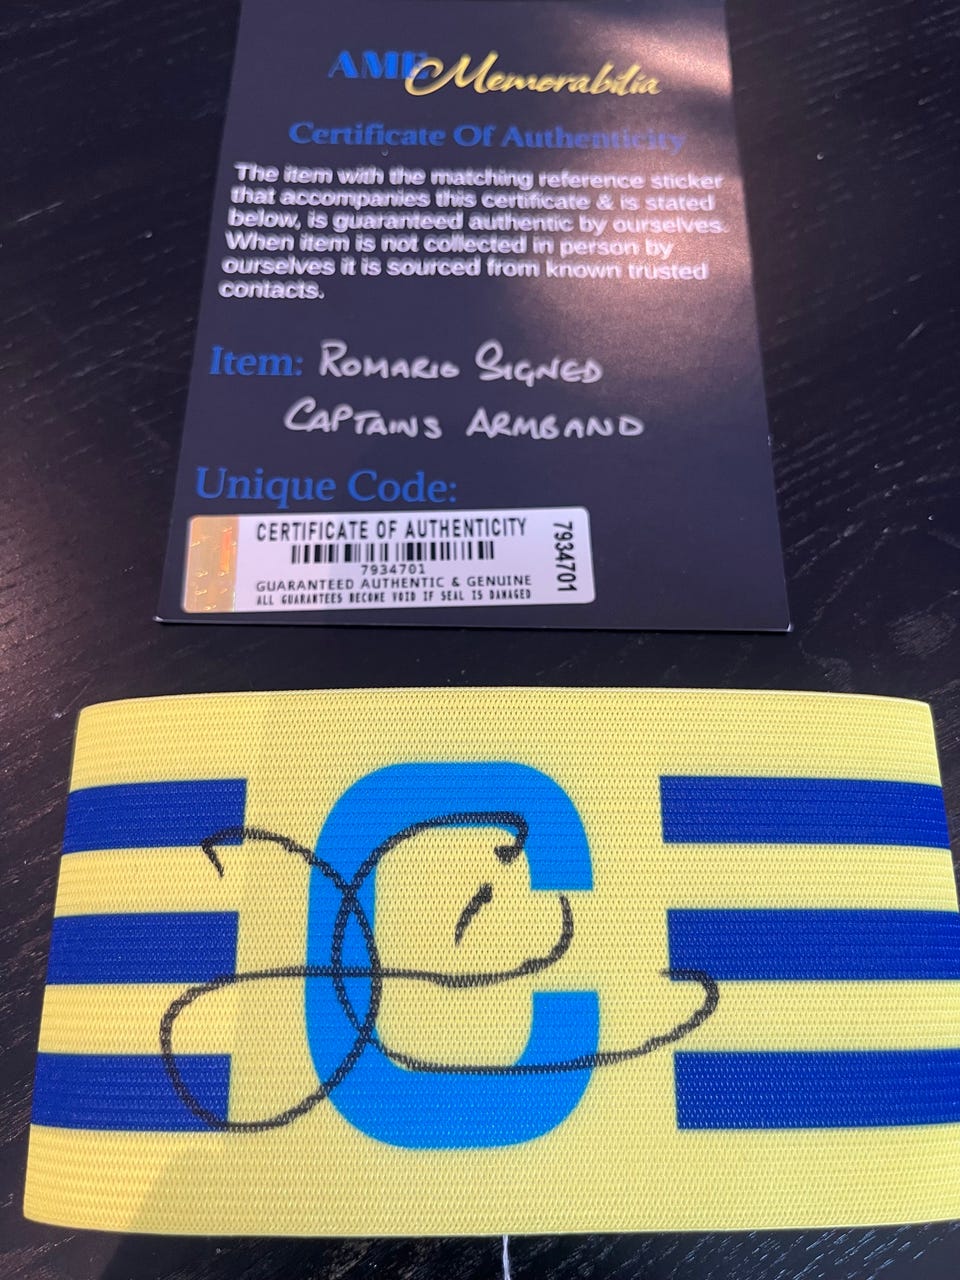 AME Memorabilia
Certificate Of Authenticity
The item with the matching reference sticker
that accompanies this certificate & is stated
below, is guaranteed authentic by ourselves.
When item is not collected in person by
ourselves it is sourced from known trusted
contacts.
Item: ROMARIO SIGNED
CAPTAINS ARMBAND
Unique Code:
CERTIFICATE OF AUTHENTICITY
7934701
GUARANTEED AUTHENTIC & GENUINE
ALL GUARANTEES BECOME VOID IF SEAL IS DAMAGED
7934701
C